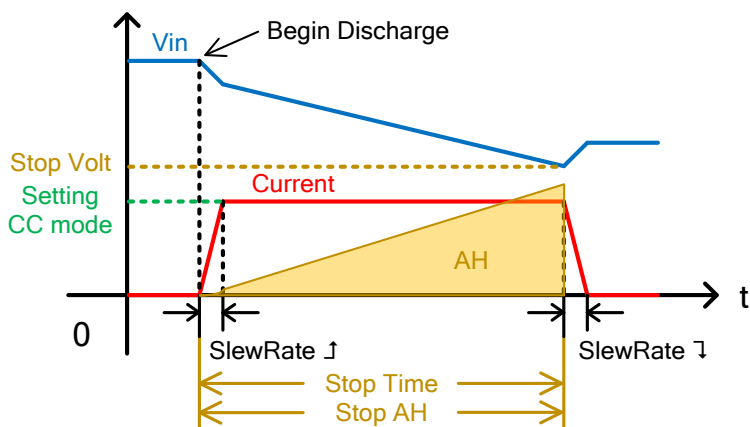 Begin Discharge
Vin
Stop Volt
Setting
CC mode
Current
AH
t
0
SlewRate
SlewRate
Stop Time
Stop AH